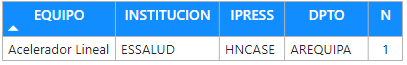 EQUIPO INSTITUCION IPRESS DPTO N
Acelerador Lineal ESSALUD HNCASE AREQUIPA 1